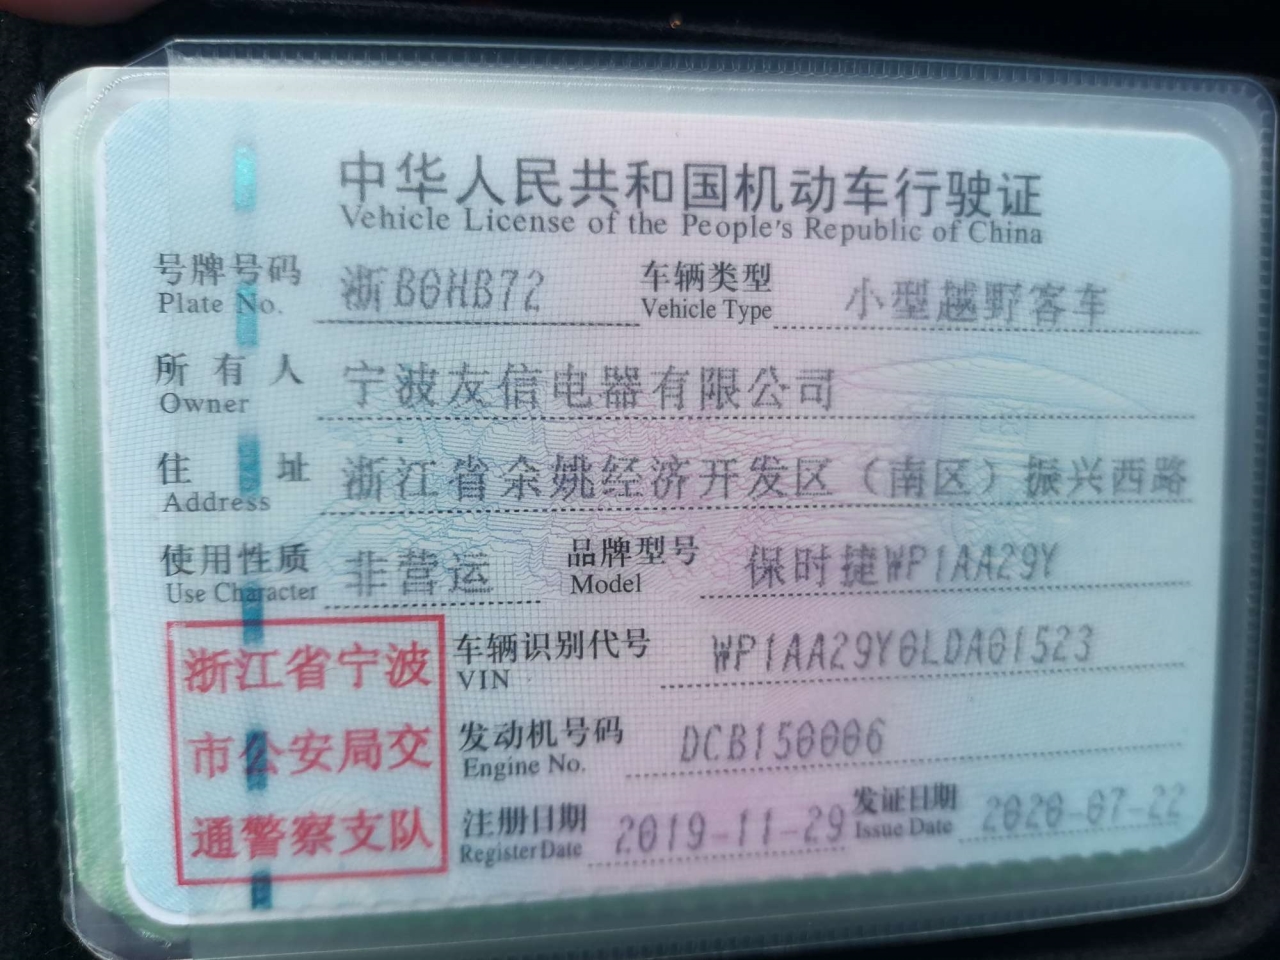 中华人民共和国机动车行驶证
Vehicle License of the People's Republic of China
号牌号码 浙B0HB72 车辆类型 小型越野客车
Plate No. Vehicle Type
所有人 宁波友信电器有限公司
Owner
住址 浙江省余姚经济开发区（南区）振兴西路
Address
使用性质 非营运 品牌型号 保时捷WP1AA29Y
Use Character Model
浙江省宁波
市公安局交
通警察支队
车辆识别代号 WP1AA29Y0LDA01523
VIN
发动机号码 DCB150006
Engine No.
注册日期 2019-11-29 发证日期 2020-07-22
Register Date Issue Date